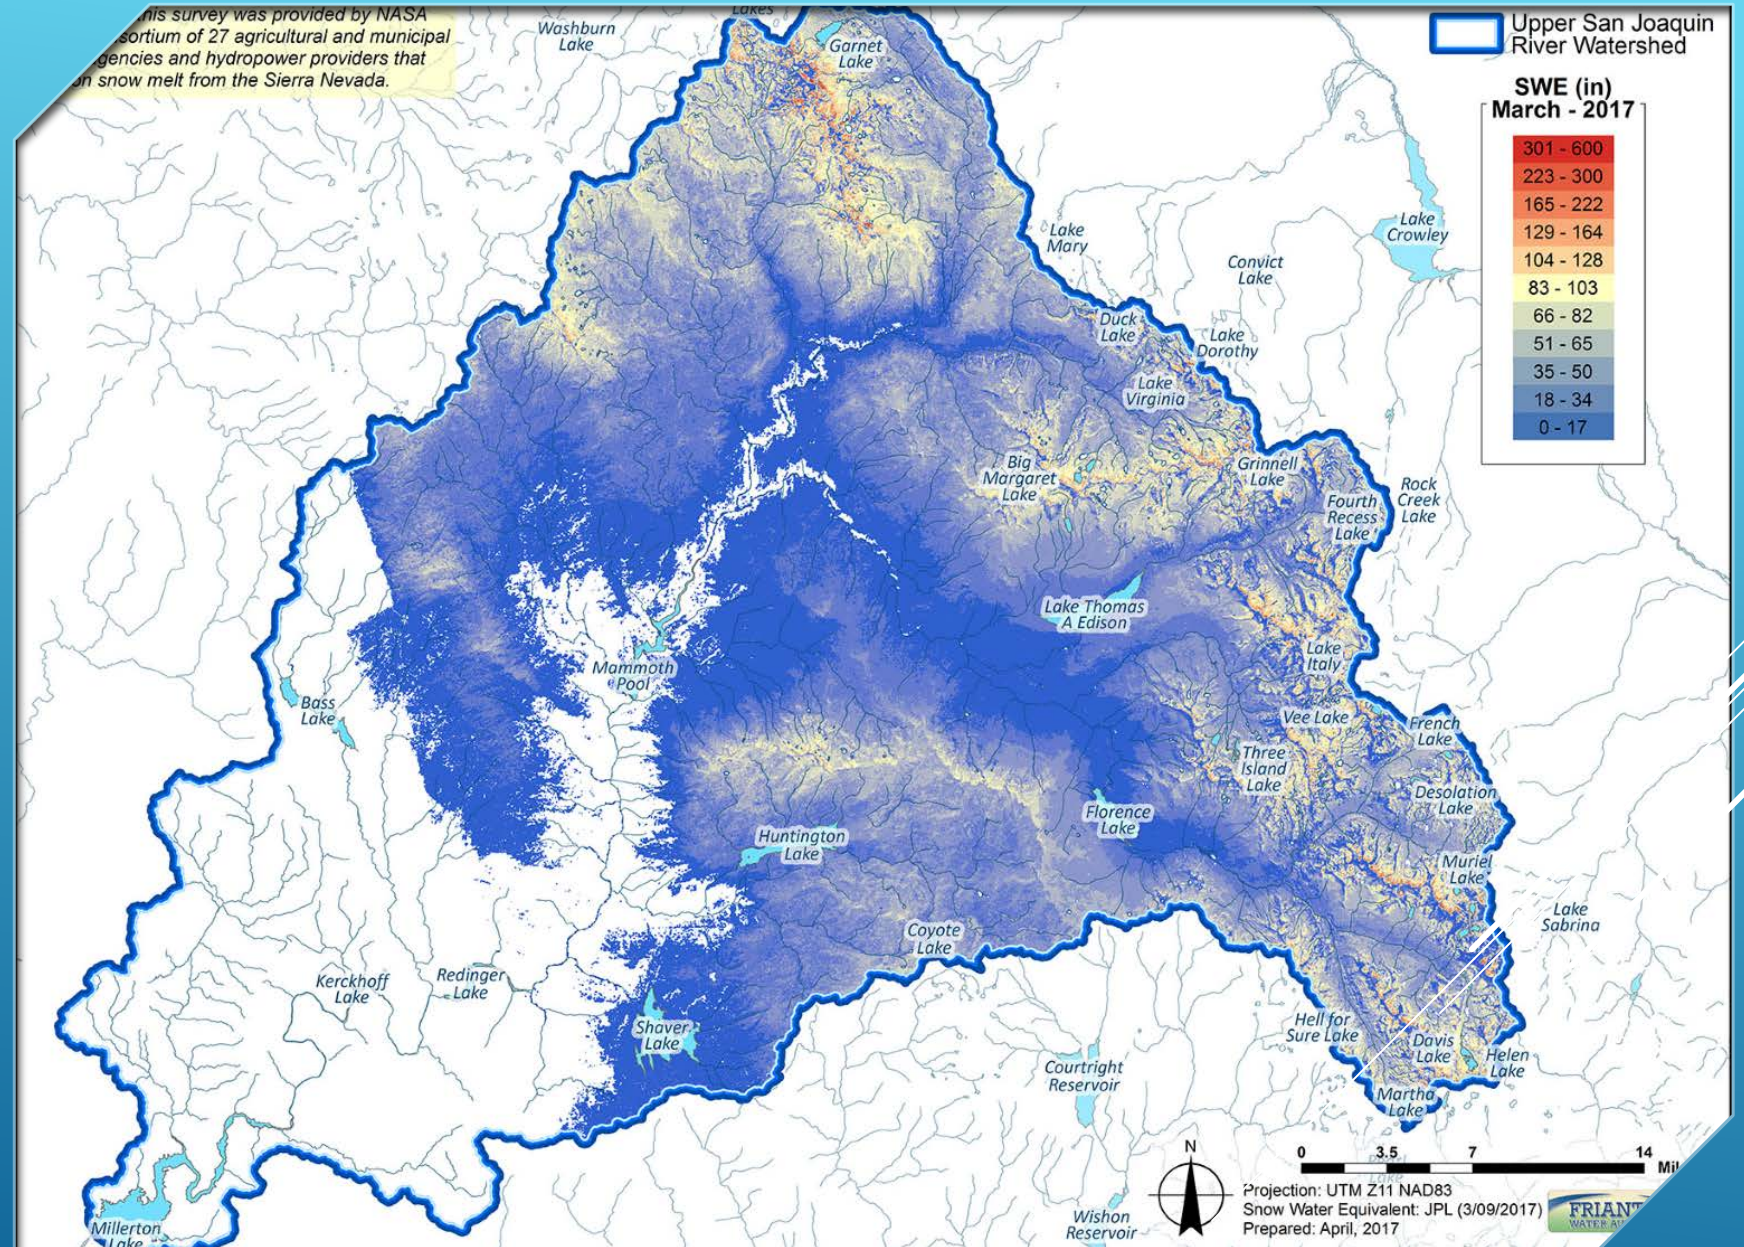 his survey was provided by NASA
sortium of 27 agricultural and municipal
gencies and hydropower providers that
on snow melt from the Sierra Nevada.
Lakes
Washburn
Lake
Garnet
Lake
Upper San Joaquin
River Watershed
SWE (in)
March - 2017
301 - 600
223 - 300
165 - 222
129 - 164
104 - 128
83 - 103
66 - 82
51 - 65
35 - 50
18 - 34
0 - 17
Lake
Crowley
Lake
Mary
Convict
Lake
Duck
Lake
Lake
Dorothy
Lake
Virginia
Big
Margaret
Lake
Grinnell
Lake
Fourth
Recess
Lake
Rock
Creek
Lake
Lake Thomas
A Edison
Lake
Italy
Mammoth
Pool
Bass
Lake
Vee Lake
French
Lake
Three
Island
Lake
Desolation
Lake
Florence
Lake
Huntington
Lake
Muriel
Lake
Lake
Sabrina
Coyote
Lake
Kerckhoff
Lake
Redinger
Lake
Shaver
Lake
Hell for
Sure Lake
Davis
Lake
Helen
Lake
Courtright
Reservoir
Martha
Lake
Millerton
Lake
Wishon
Reservoir
N
0 3.5 7 14
Mil
Projection: UTM Z11 NAD83
Snow Water Equivalent: JPL (3/09/2017)
Prepared: April, 2017
FRIANT
WATER AU